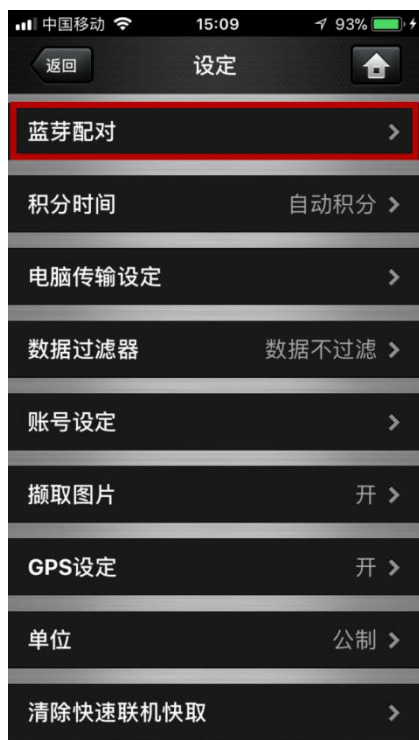 中国移动 15:09 93%
返回 设定
蓝芽配对
积分时间 自动积分
电脑传输设定
数据过滤器 数据不过滤
账号设定
撷取图片 开
GPS设定 开
单位 公制
清除快速联机快取